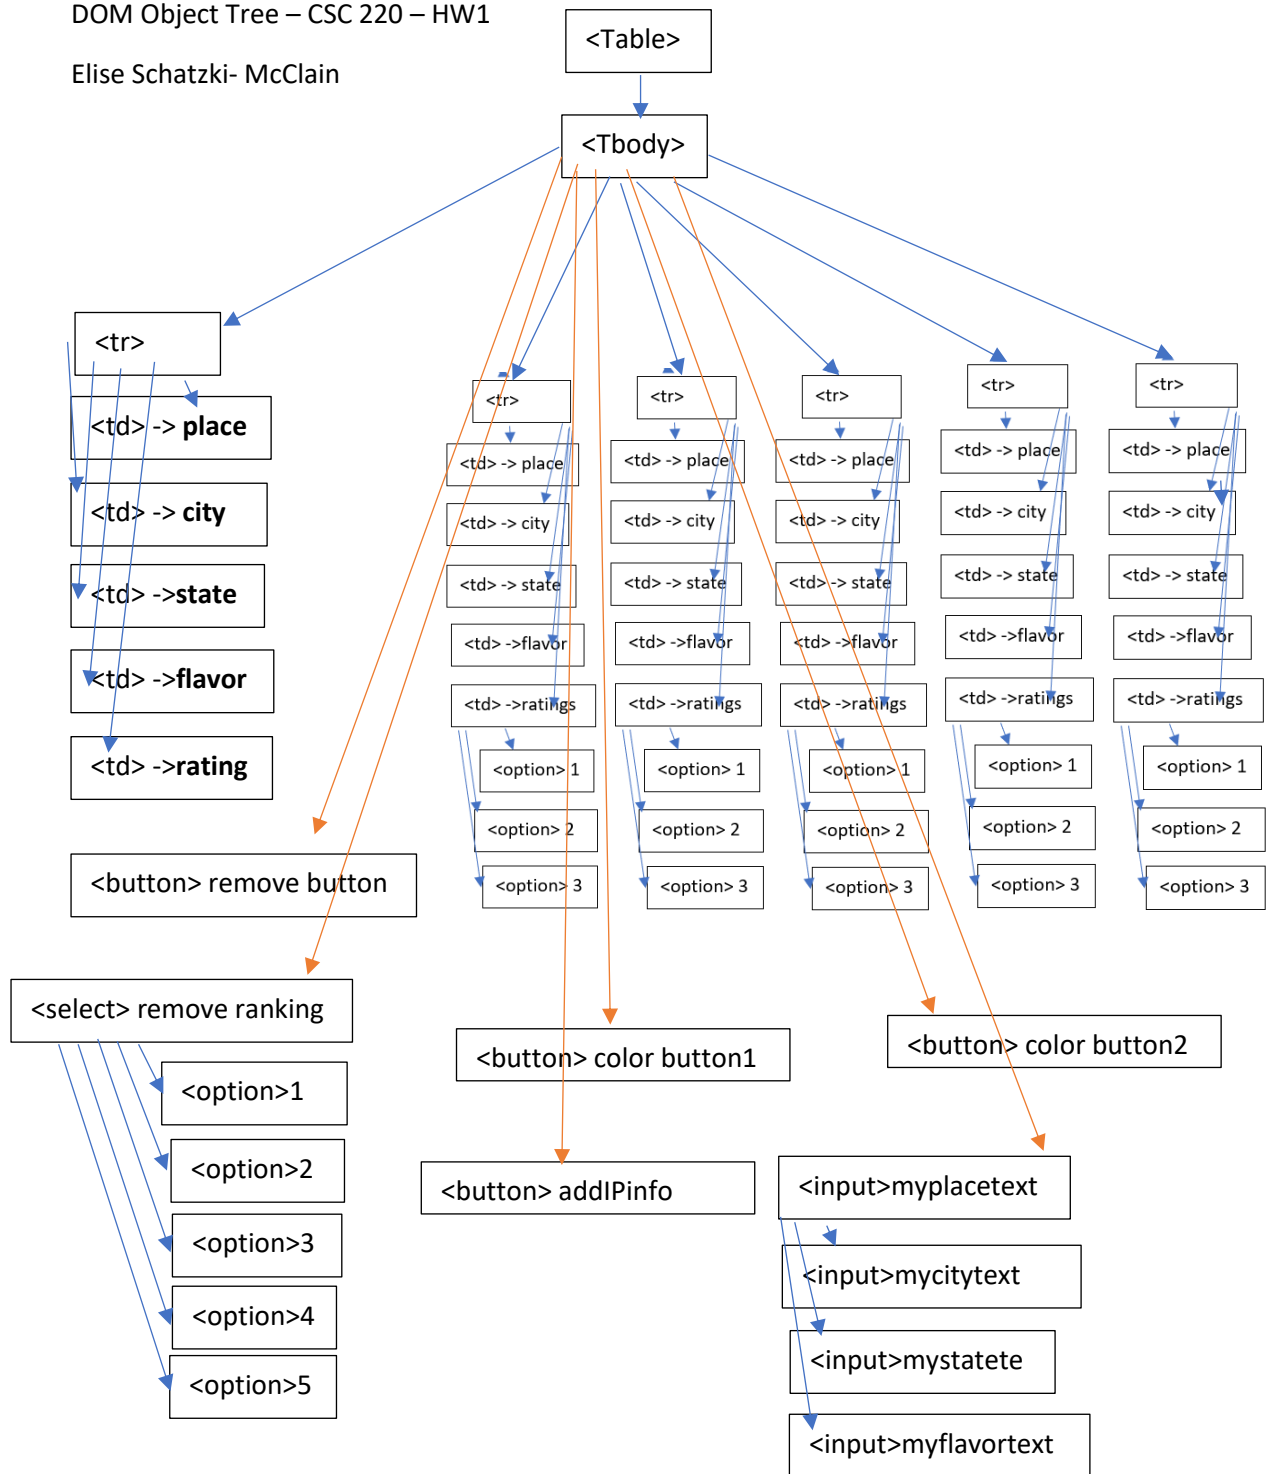 DOM Object Tree – CSC 220 – HW1
Elise Schatzki- McClain
<Table>
<Tbody>
<tr>
<td> -> place
<td> -> city
<td> ->state
<td> ->flavor
<td> ->rating
<tr>
<td> -> place
<td> -> city
<td> -> state
<td> ->flavor
<td> ->ratings
<option> 1
<option> 2
<option> 3
<tr>
<td> -> place
<td> -> city
<td> -> state
<td> ->flavor
<td> ->ratings
<option> 1
<option> 2
<option> 3
<tr>
<td> -> place
<td> -> city
<td> -> state
<td> ->flavor
<td> ->ratings
<option> 1
<option> 2
<option> 3
<tr>
<td> -> place
<td> -> city
<td> -> state
<td> ->flavor
<td> ->ratings
<option> 1
<option> 2
<option> 3
<tr>
<td> -> place
<td> -> city
<td> -> state
<td> ->flavor
<td> ->ratings
<option> 1
<option> 2
<option> 3
<button> remove button
<select> remove ranking
<option>1
<option>2
<option>3
<option>4
<option>5
<button> color button1
<button> color button2
<button> addIPinfo
<input>myplacetext
<input>mycitytext
<input>mystatete
<input>myflavortext